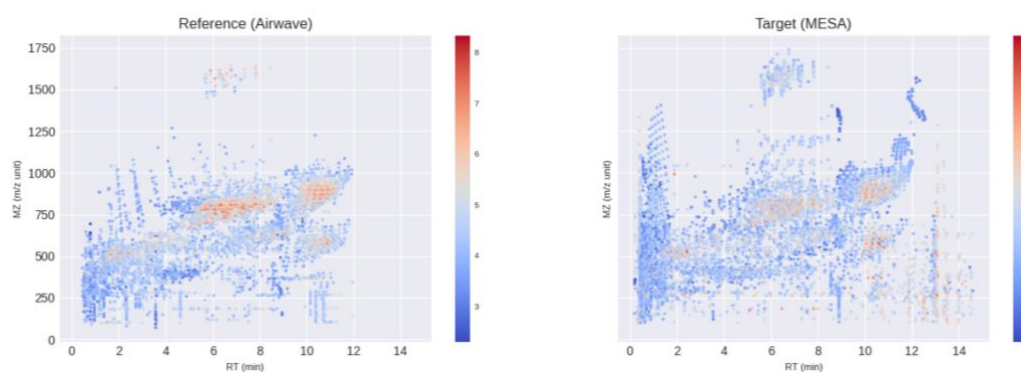 Reference (Airwave)
1750
1500
1250
1000
750
500
250
0
MZ (m/z unit)
0 2 4 6 8 10 12 14
RT (min)
8
7
6
5
4
3
Target (MESA)
MZ (m/z unit)
0 2 4 6 8 10 12 14
RT (min)